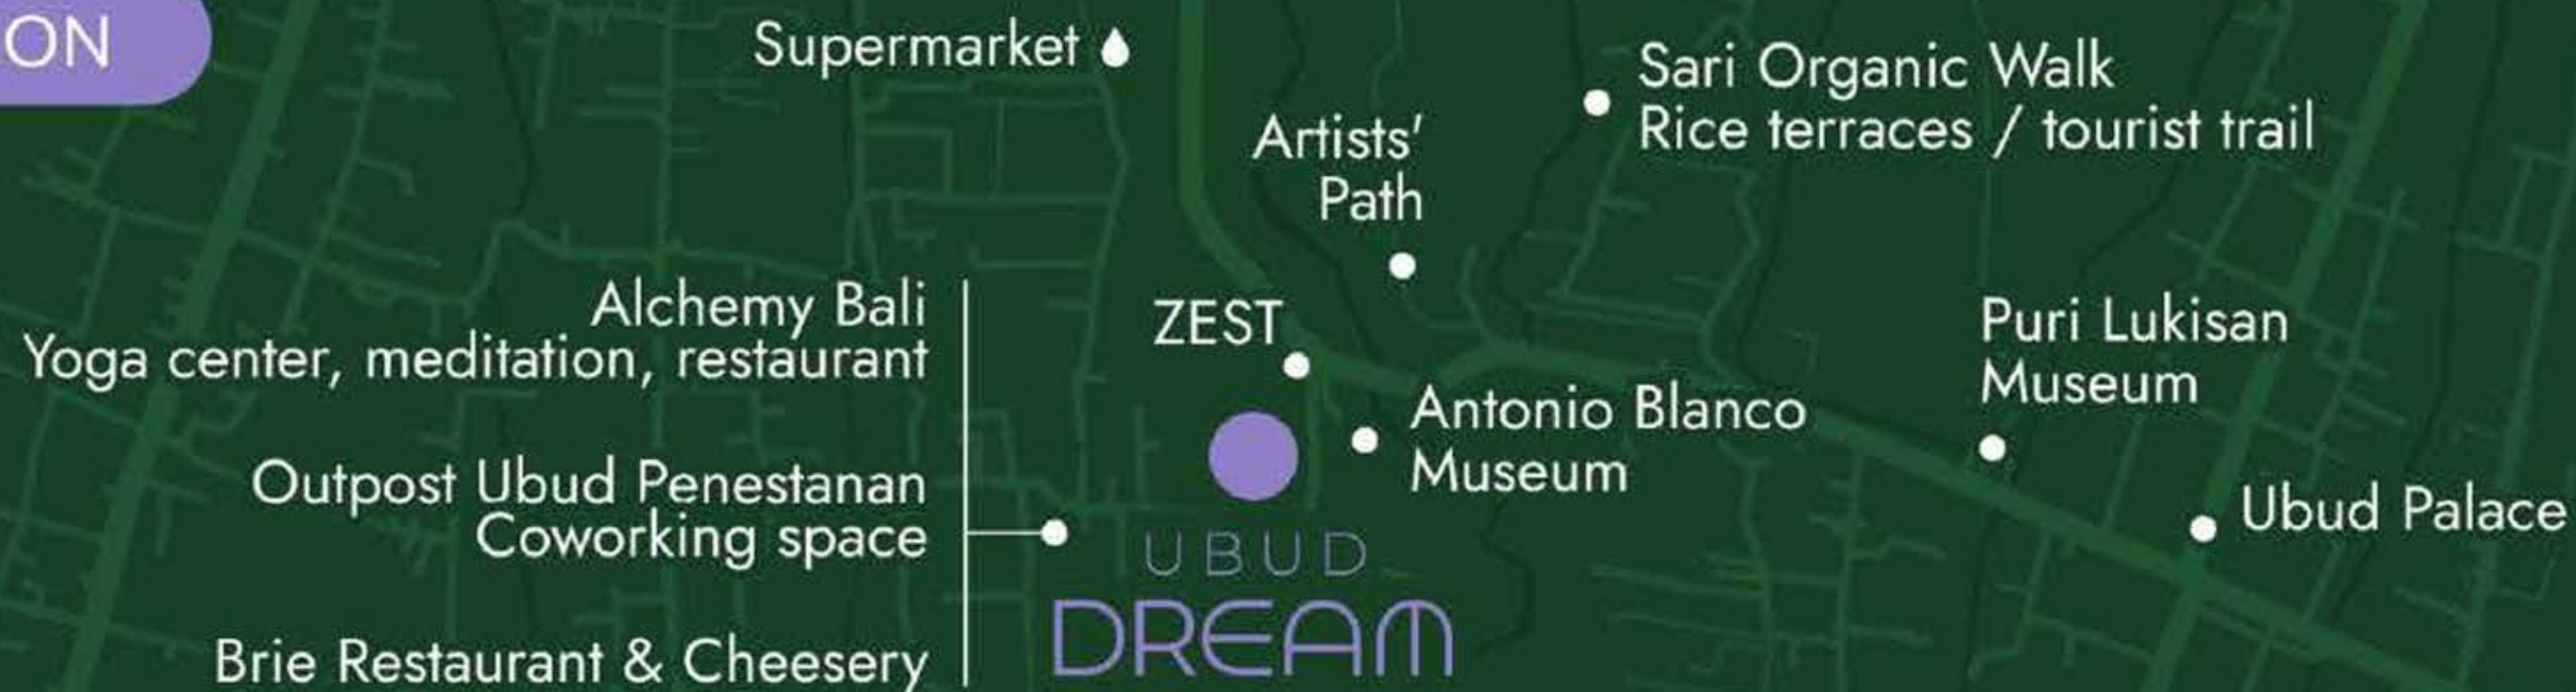 ON
Supermarket
Sari Organic Walk
Rice terraces / tourist trail
Artists'
Path
Alchemy Bali
Yoga center, meditation, restaurant
ZEST
Puri Lukisan
Museum
Antonio Blanco
Museum
Outpost Ubud Penestanan
Coworking space
Ubud Palace
UBUD
DREAM
Brie Restaurant & Cheesery